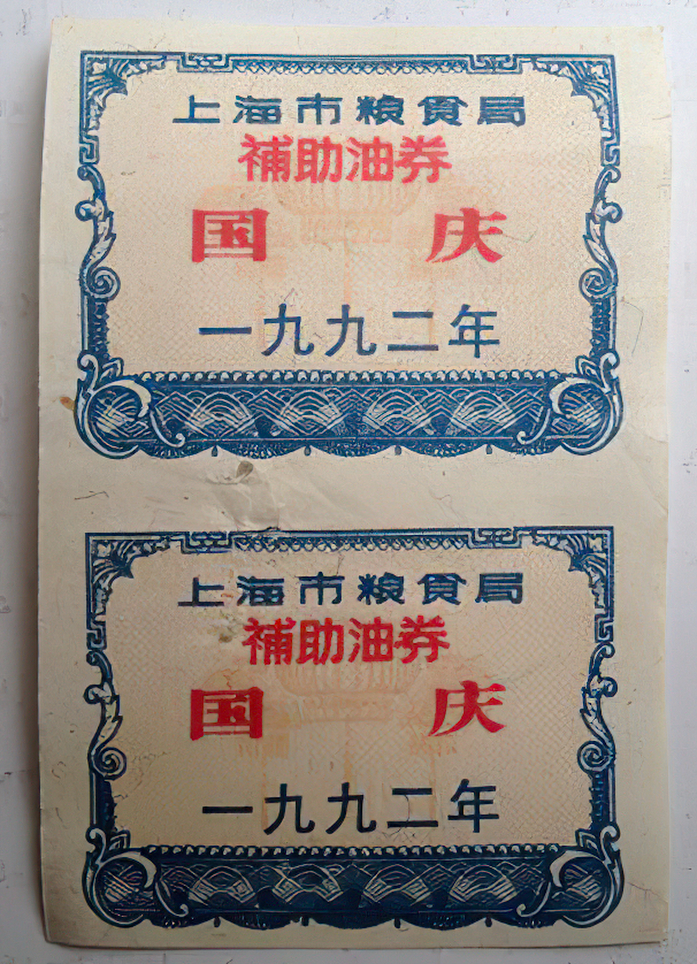 上海市粮食局
補助油券
国 庆
一九九二年
上海市粮食局
補助油券
国 庆
一九九二年